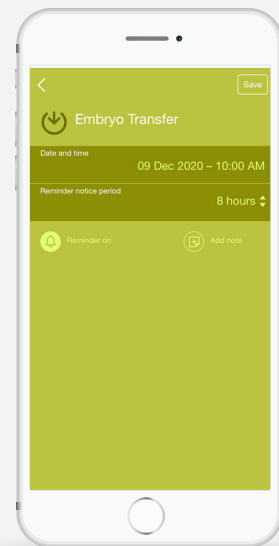 Save
Embryo Transfer
Date and time
09 Dec 2020 – 10:00 AM
Reminder notice period
8 hours
Reminder on
Add note